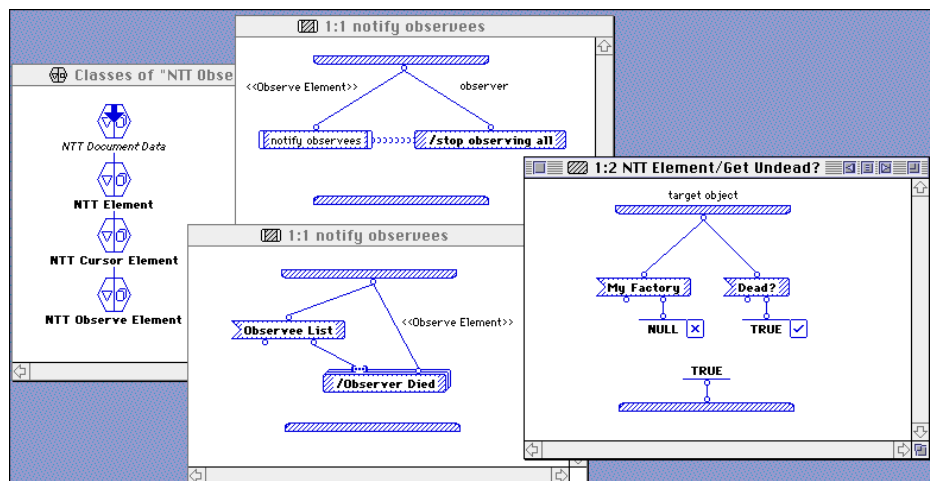 1:1 notify observees
Classes of "NTT Obse
<<Observe Element>>
observer
notify observees
/stop observing all
NTT Document Data
NTT Element
NTT Cursor Element
NTT Observe Element
1:1 notify observees
Observee List
<<Observe Element>>
/Observer Died
1:2 NTT Element/Get Undead?
target object
My Factory
Dead?
NULL
TRUE
TRUE